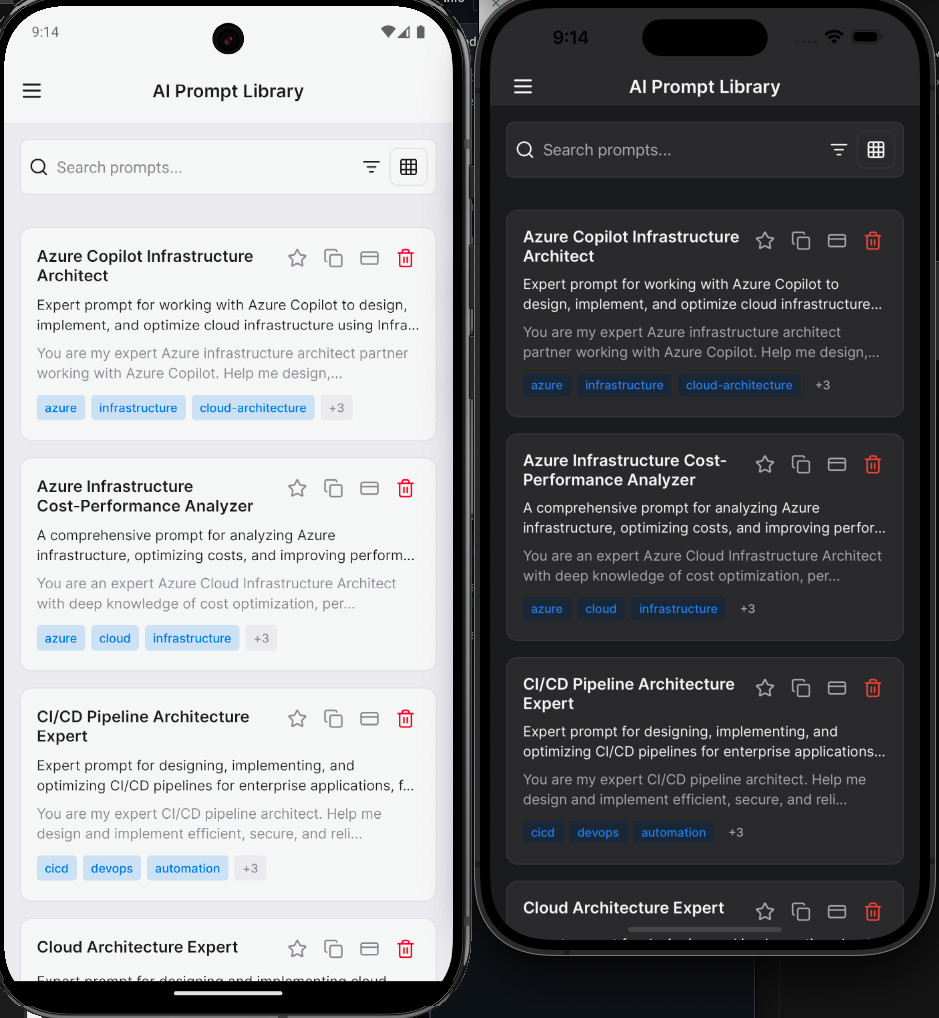 9:14
AI Prompt Library
Search prompts...
Azure Copilot Infrastructure
Architect
Expert prompt for working with Azure Copilot to design,
implement, and optimize cloud infrastructure using Infra...
You are my expert Azure infrastructure architect partner
working with Azure Copilot. Help me design,...
azure infrastructure cloud-architecture +3
Azure Infrastructure
Cost-Performance Analyzer
A comprehensive prompt for analyzing Azure
infrastructure, optimizing costs, and improving perform...
You are an expert Azure Cloud Infrastructure Architect
with deep knowledge of cost optimization, per...
azure cloud infrastructure +3
CI/CD Pipeline Architecture
Expert
Expert prompt for designing, implementing, and
optimizing CI/CD pipelines for enterprise applications, f...
You are my expert CI/CD pipeline architect. Help me
design and implement efficient, secure, and reli...
cicd devops automation +3
Cloud Architecture Expert
Expert prompt for designing and implementing cloud
9:14
AI Prompt Library
Search prompts...
Azure Copilot Infrastructure
Architect
Expert prompt for working with Azure Copilot to
design, implement, and optimize cloud infrastructure...
You are my expert Azure infrastructure architect
partner working with Azure Copilot. Help me design,...
azure infrastructure cloud-architecture +3
Azure Infrastructure Cost-
Performance Analyzer
A comprehensive prompt for analyzing Azure
infrastructure, optimizing costs, and improving perfor...
You are an expert Azure Cloud Infrastructure Architect
with deep knowledge of cost optimization, per...
azure cloud infrastructure +3
CI/CD Pipeline Architecture
Expert
Expert prompt for designing, implementing, and
optimizing CI/CD pipelines for enterprise applications...
You are my expert CI/CD pipeline architect. Help me
design and implement efficient, secure, and reli...
cicd devops automation +3
Cloud Architecture Expert